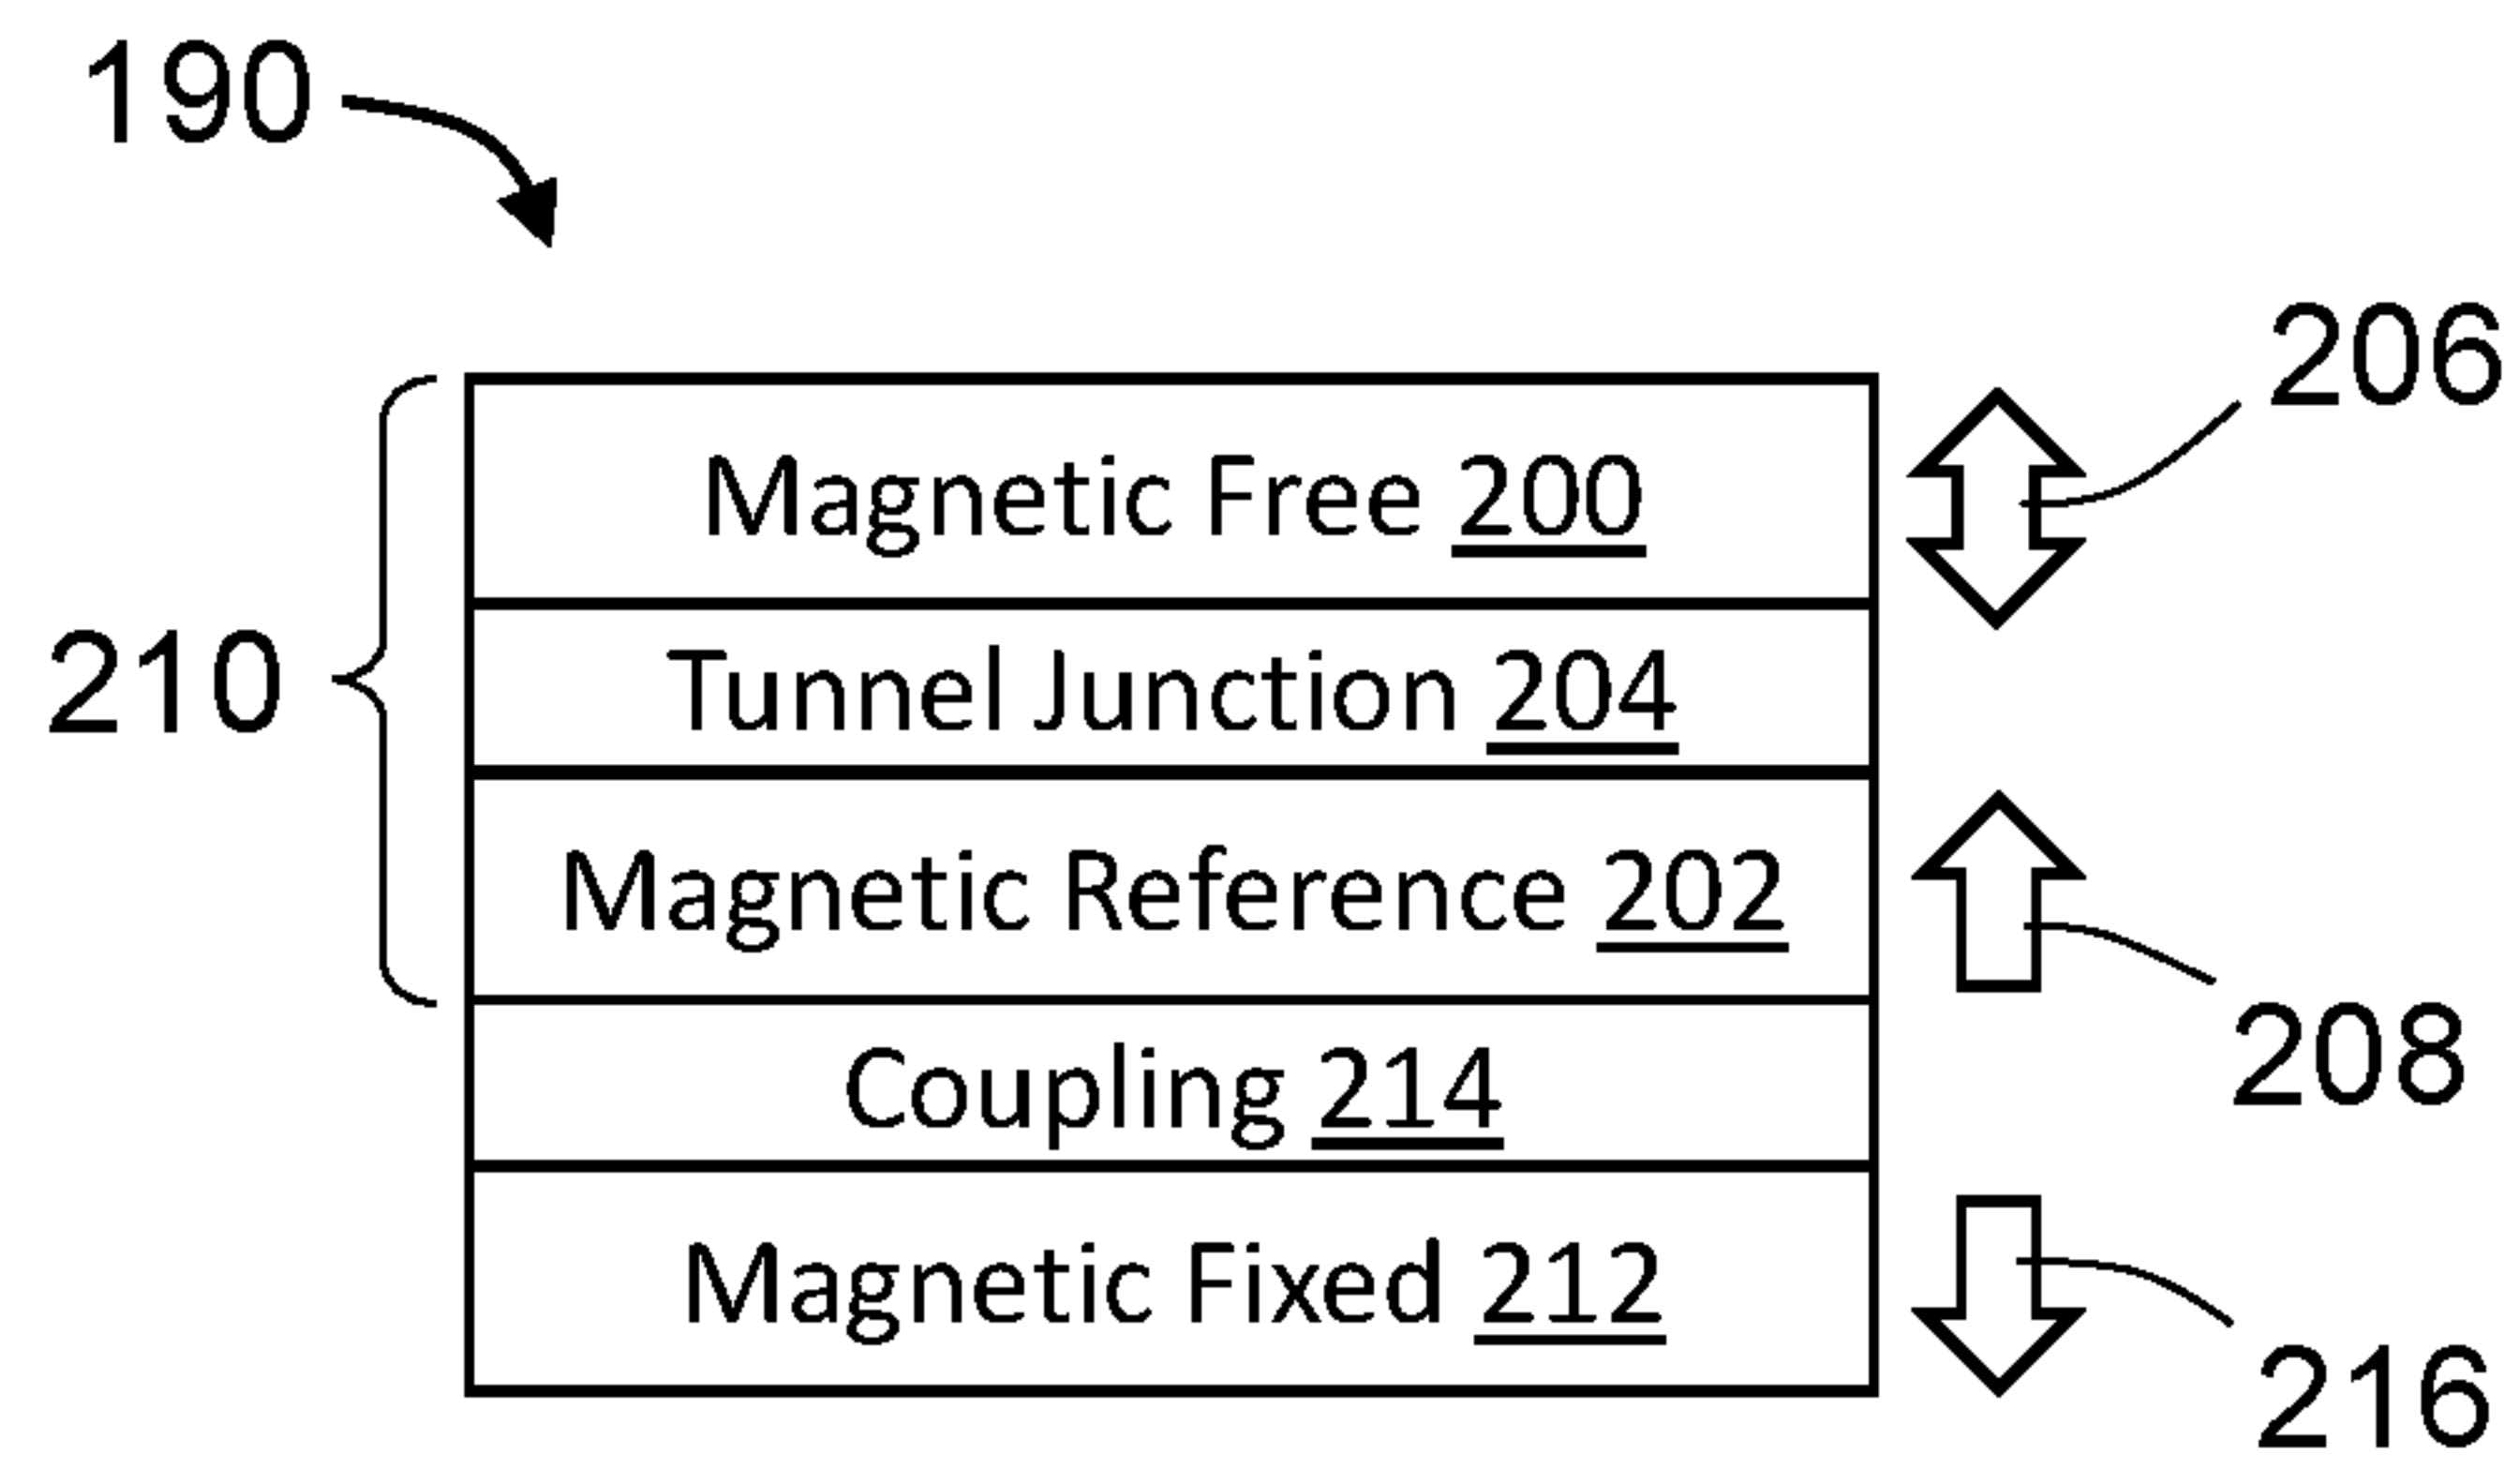 190
206
Magnetic Free 200
210
Tunnel Junction 204
Magnetic Reference 202
208
Coupling 214
Magnetic Fixed 212
216